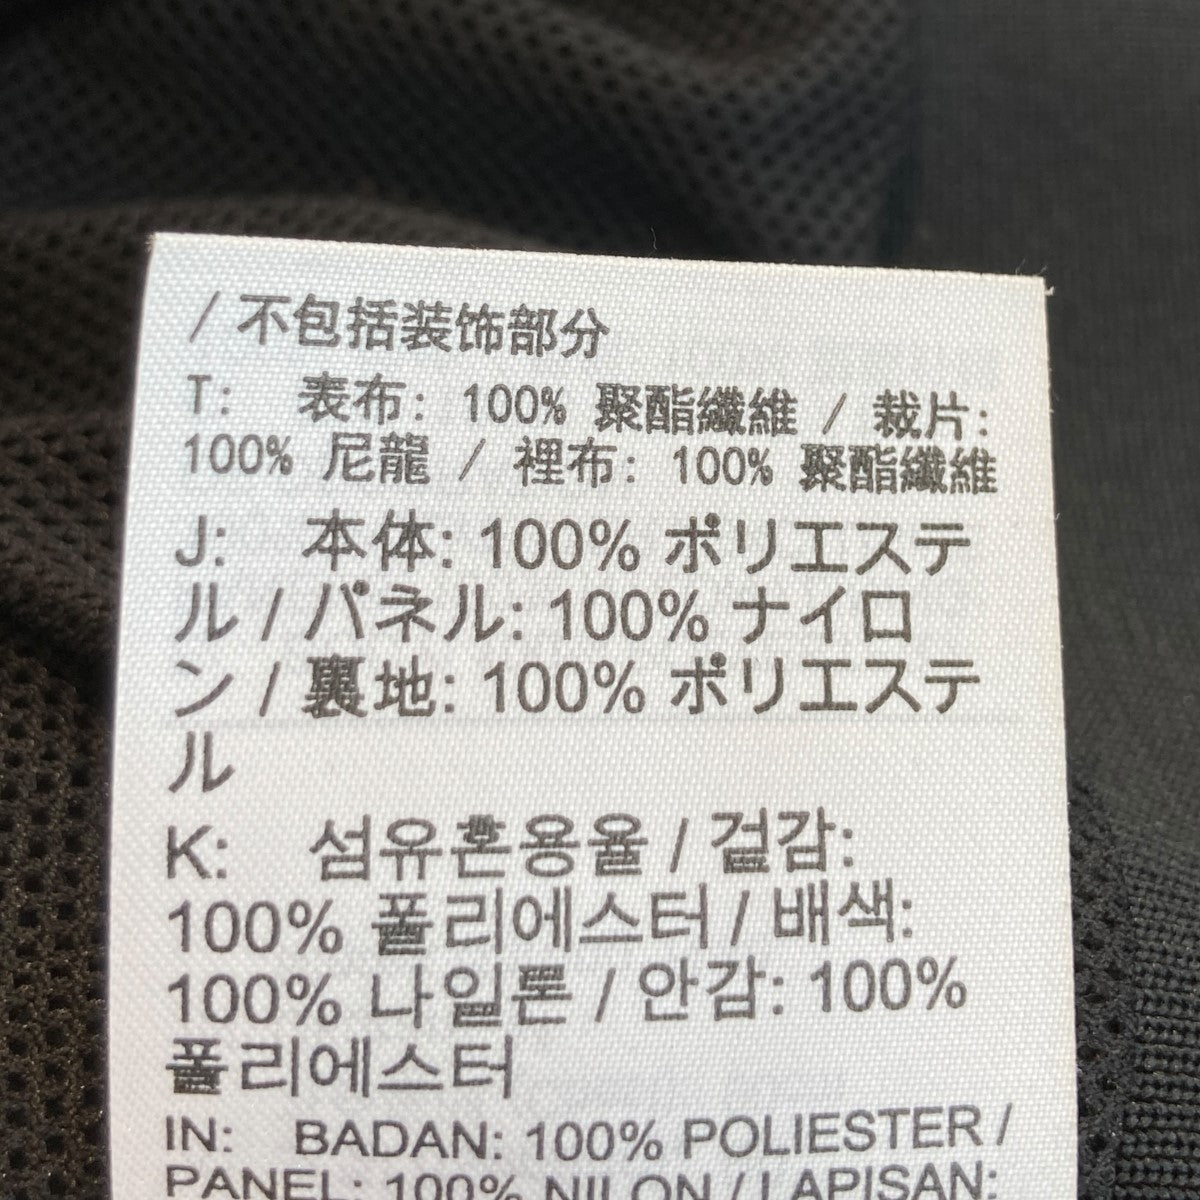 / 不包括装饰部分
T: 表布: 100% 聚酯纖維 / 裁片:
100% 尼龍 / 裡布: 100% 聚酯纖維
J: 本体: 100% ポリエステ
ル / パネル: 100% ナイロ
ン / 裏地: 100% ポリエステ
ル
K: 섬유혼용율 / 겉감:
100% 폴리에스터 / 배색:
100% 나일론 / 안감: 100%
폴리에스터
IN: BADAN: 100% POLIESTER /
PANEL: 100% NILON / LAPISAN: